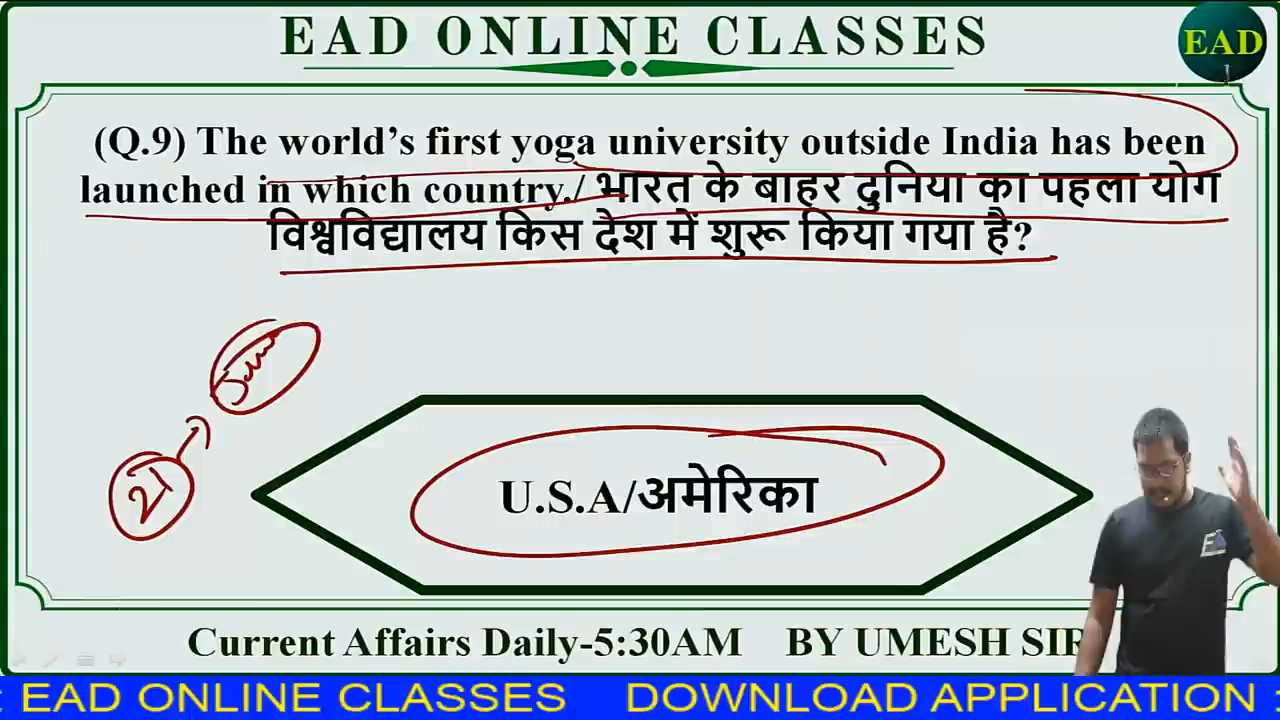 EAD ONLINE CLASSES
EAD
(Q.9) The world's first yoga university outside India has been
launched in which country./ भारत के बाहर दुनिया का पहला योग
विश्वविद्यालय किस देश में शुरू किया गया है?
21
U.S.A/अमेरिका
Current Affairs Daily-5:30AM BY UMESH SIR
EAD ONLINE CLASSES DOWNLOAD APPLICATION :